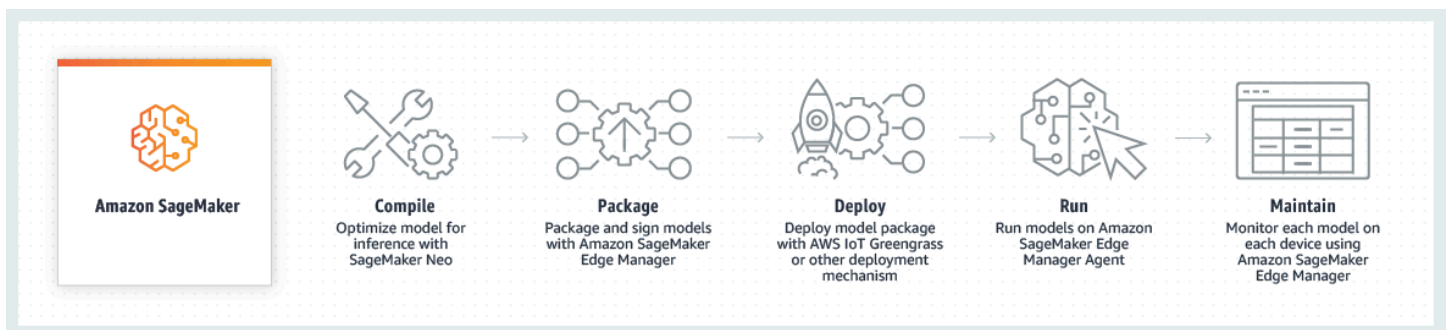 Amazon SageMaker
Compile
Optimize model for
inference with
SageMaker Neo
Package
Package and sign models
with Amazon SageMaker
Edge Manager
Deploy
Deploy model package
with AWS IoT Greengrass
or other deployment
mechanism
Run
Run models on Amazon
SageMaker Edge
Manager Agent
Maintain
Monitor each model on
each device using
Amazon SageMaker
Edge Manager